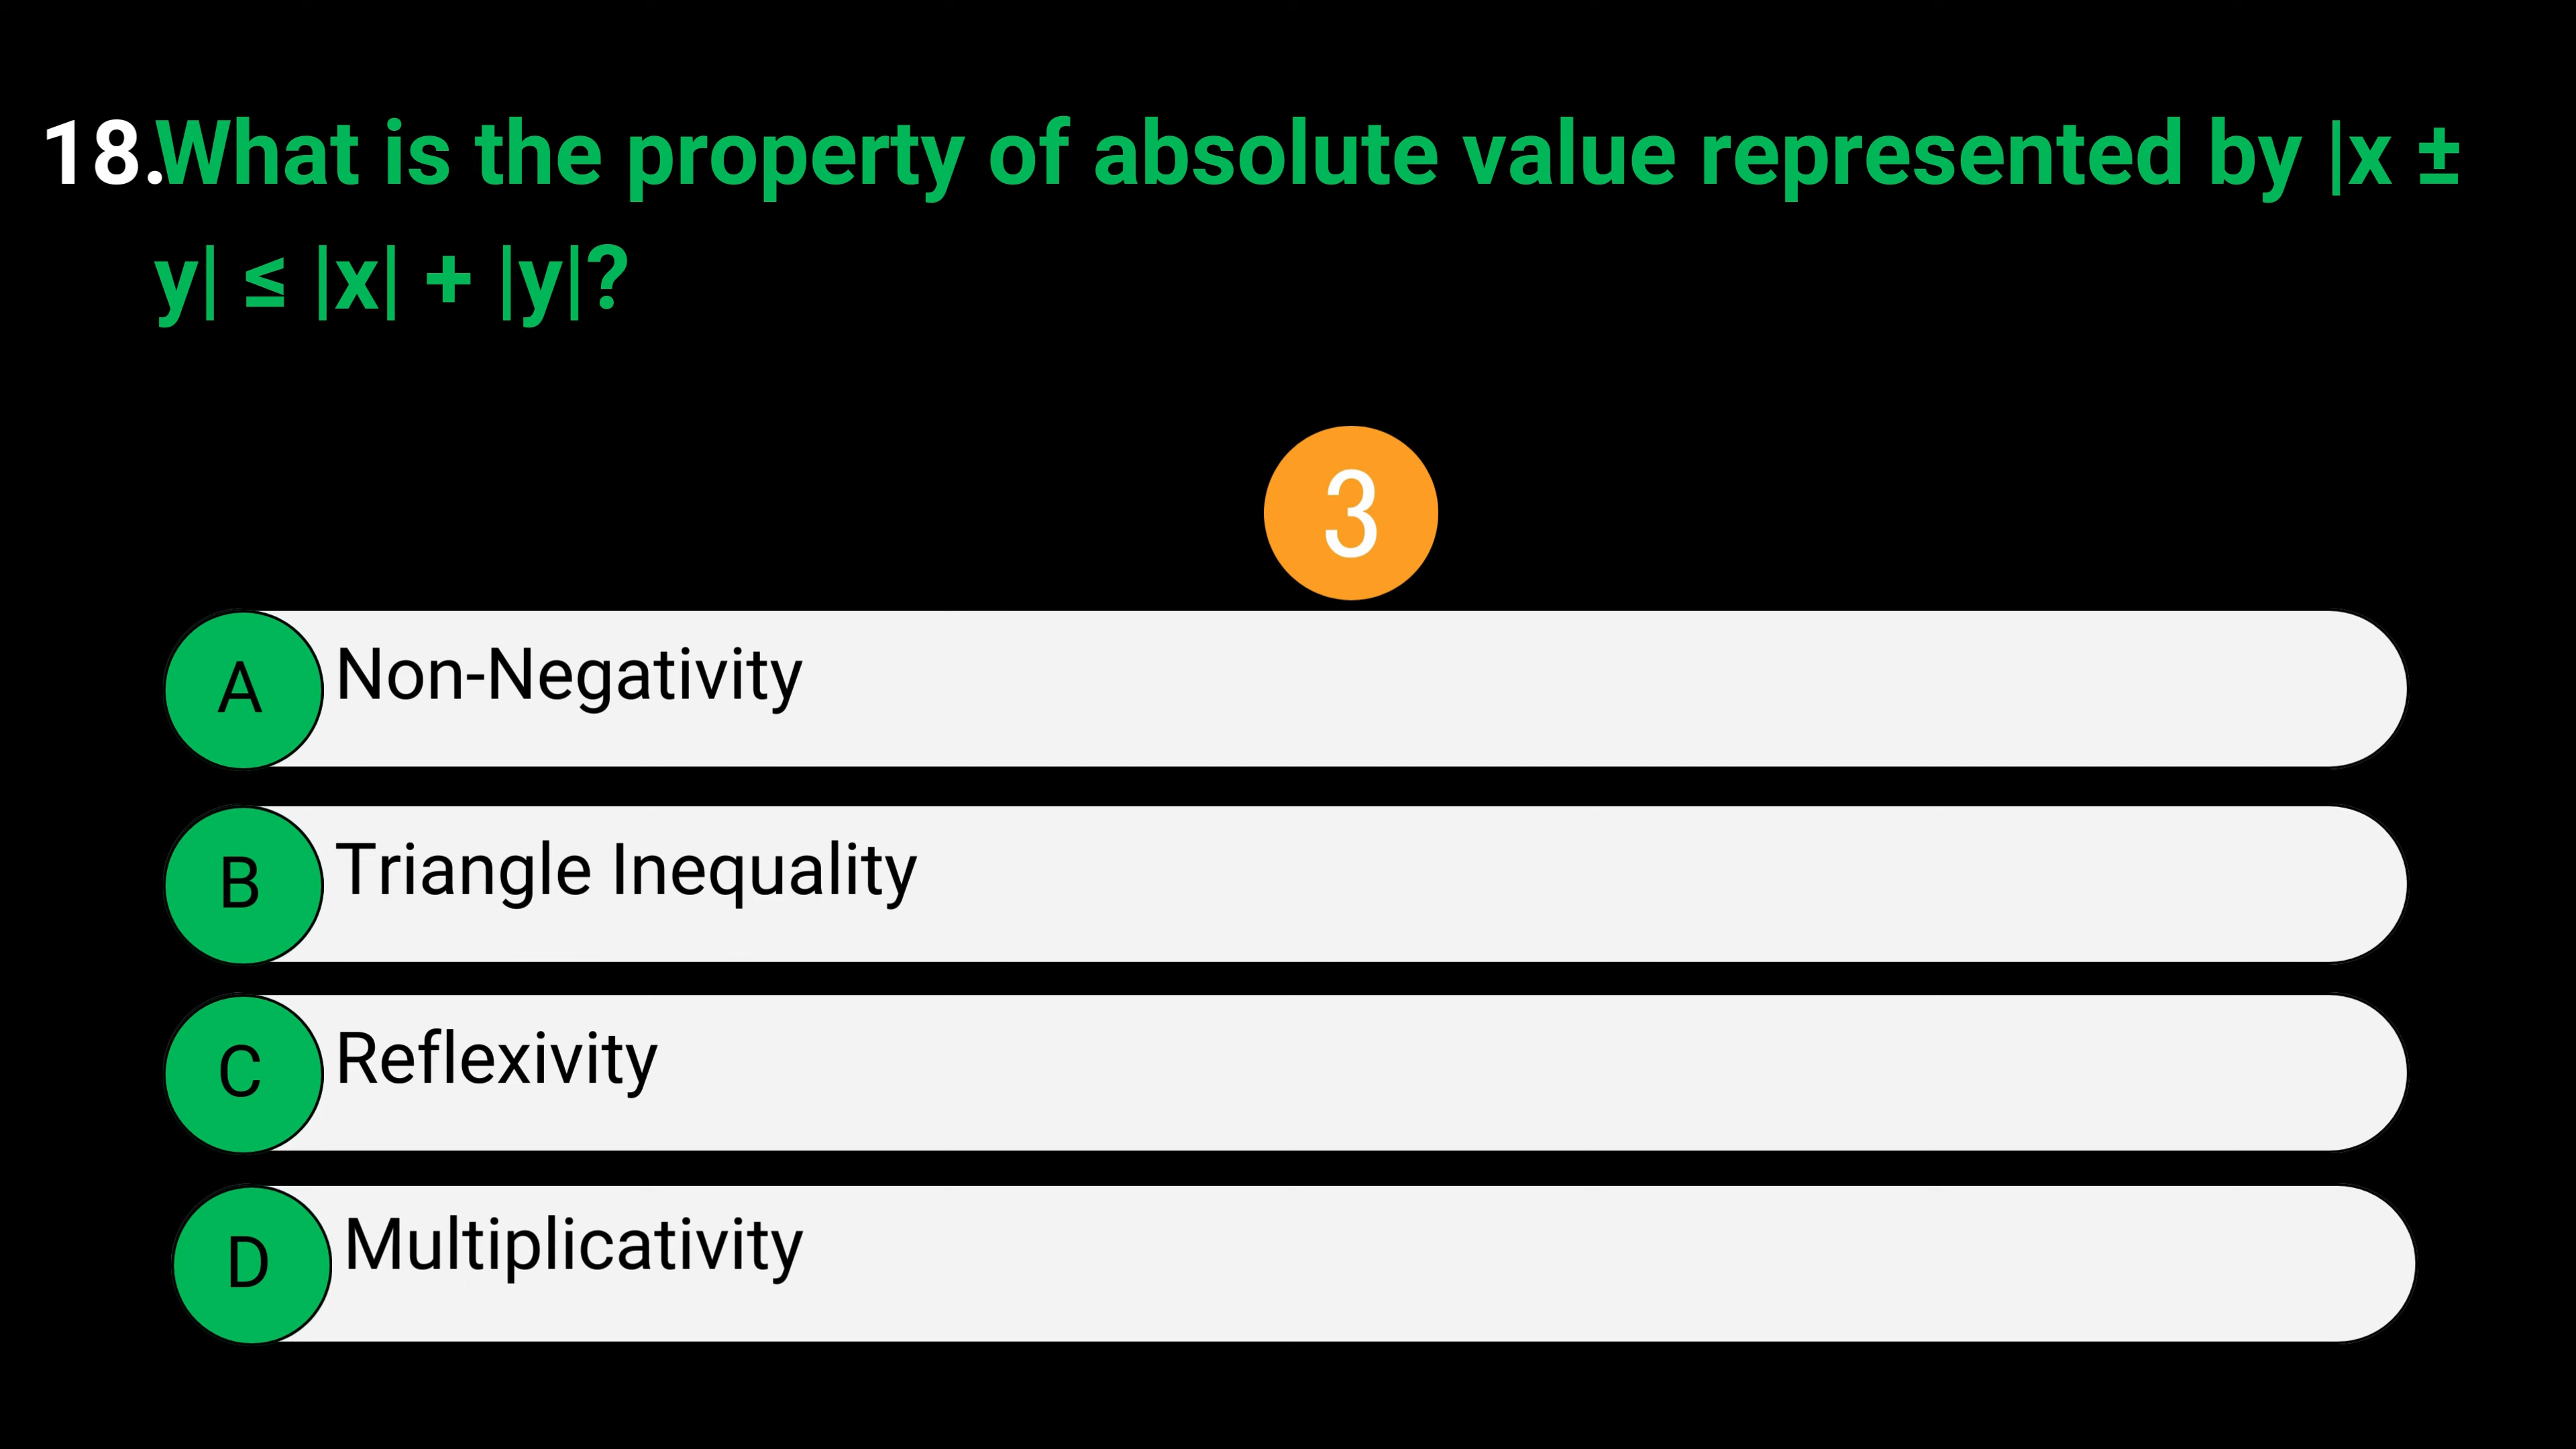 18.What is the property of absolute value represented by |x ±
y| ≤ |x| + |y|?
3
A Non-Negativity
B Triangle Inequality
C Reflexivity
D Multiplicativity